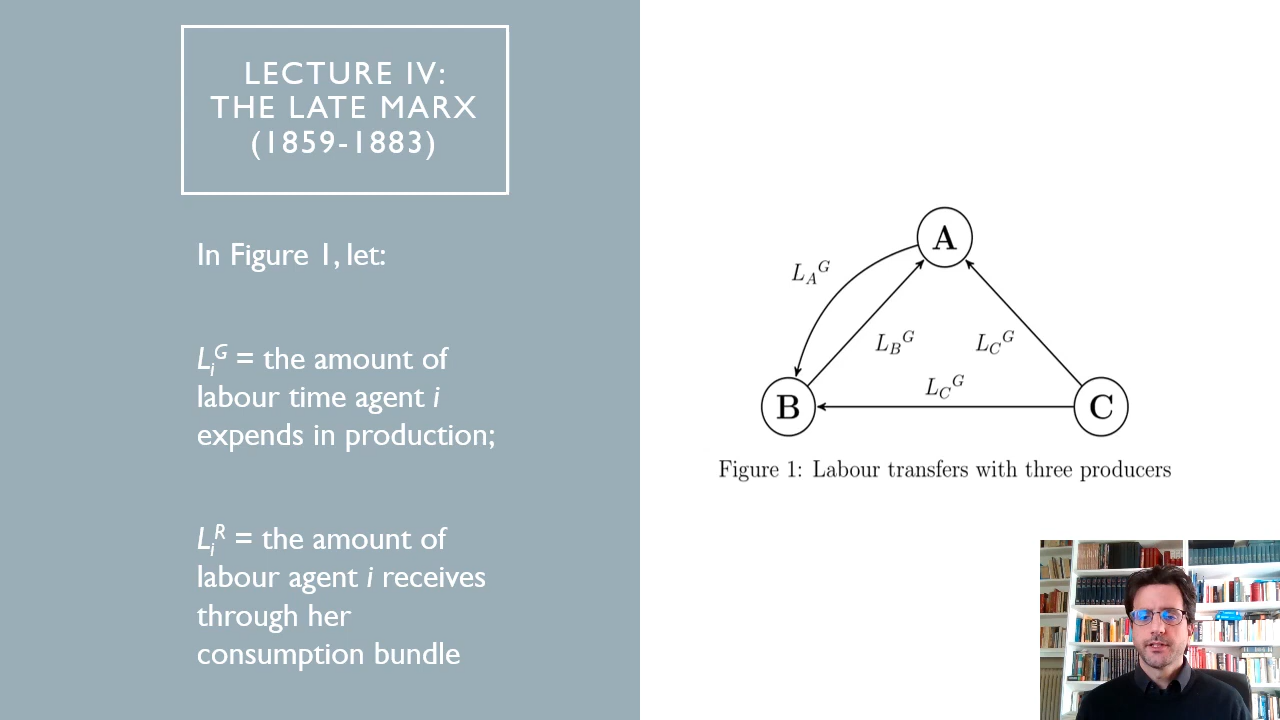 LECTURE IV:
THE LATE MARX
(1859-1883)
In Figure 1, let:
Lᵢᴳ = the amount of
labour time agent i
expends in production;
Lᵢᴿ = the amount of
labour agent i receives
through her
consumption bundle
A
L_A^G
L_B^G
L_C^G
L_C^G
B
C
Figure 1: Labour transfers with three producers